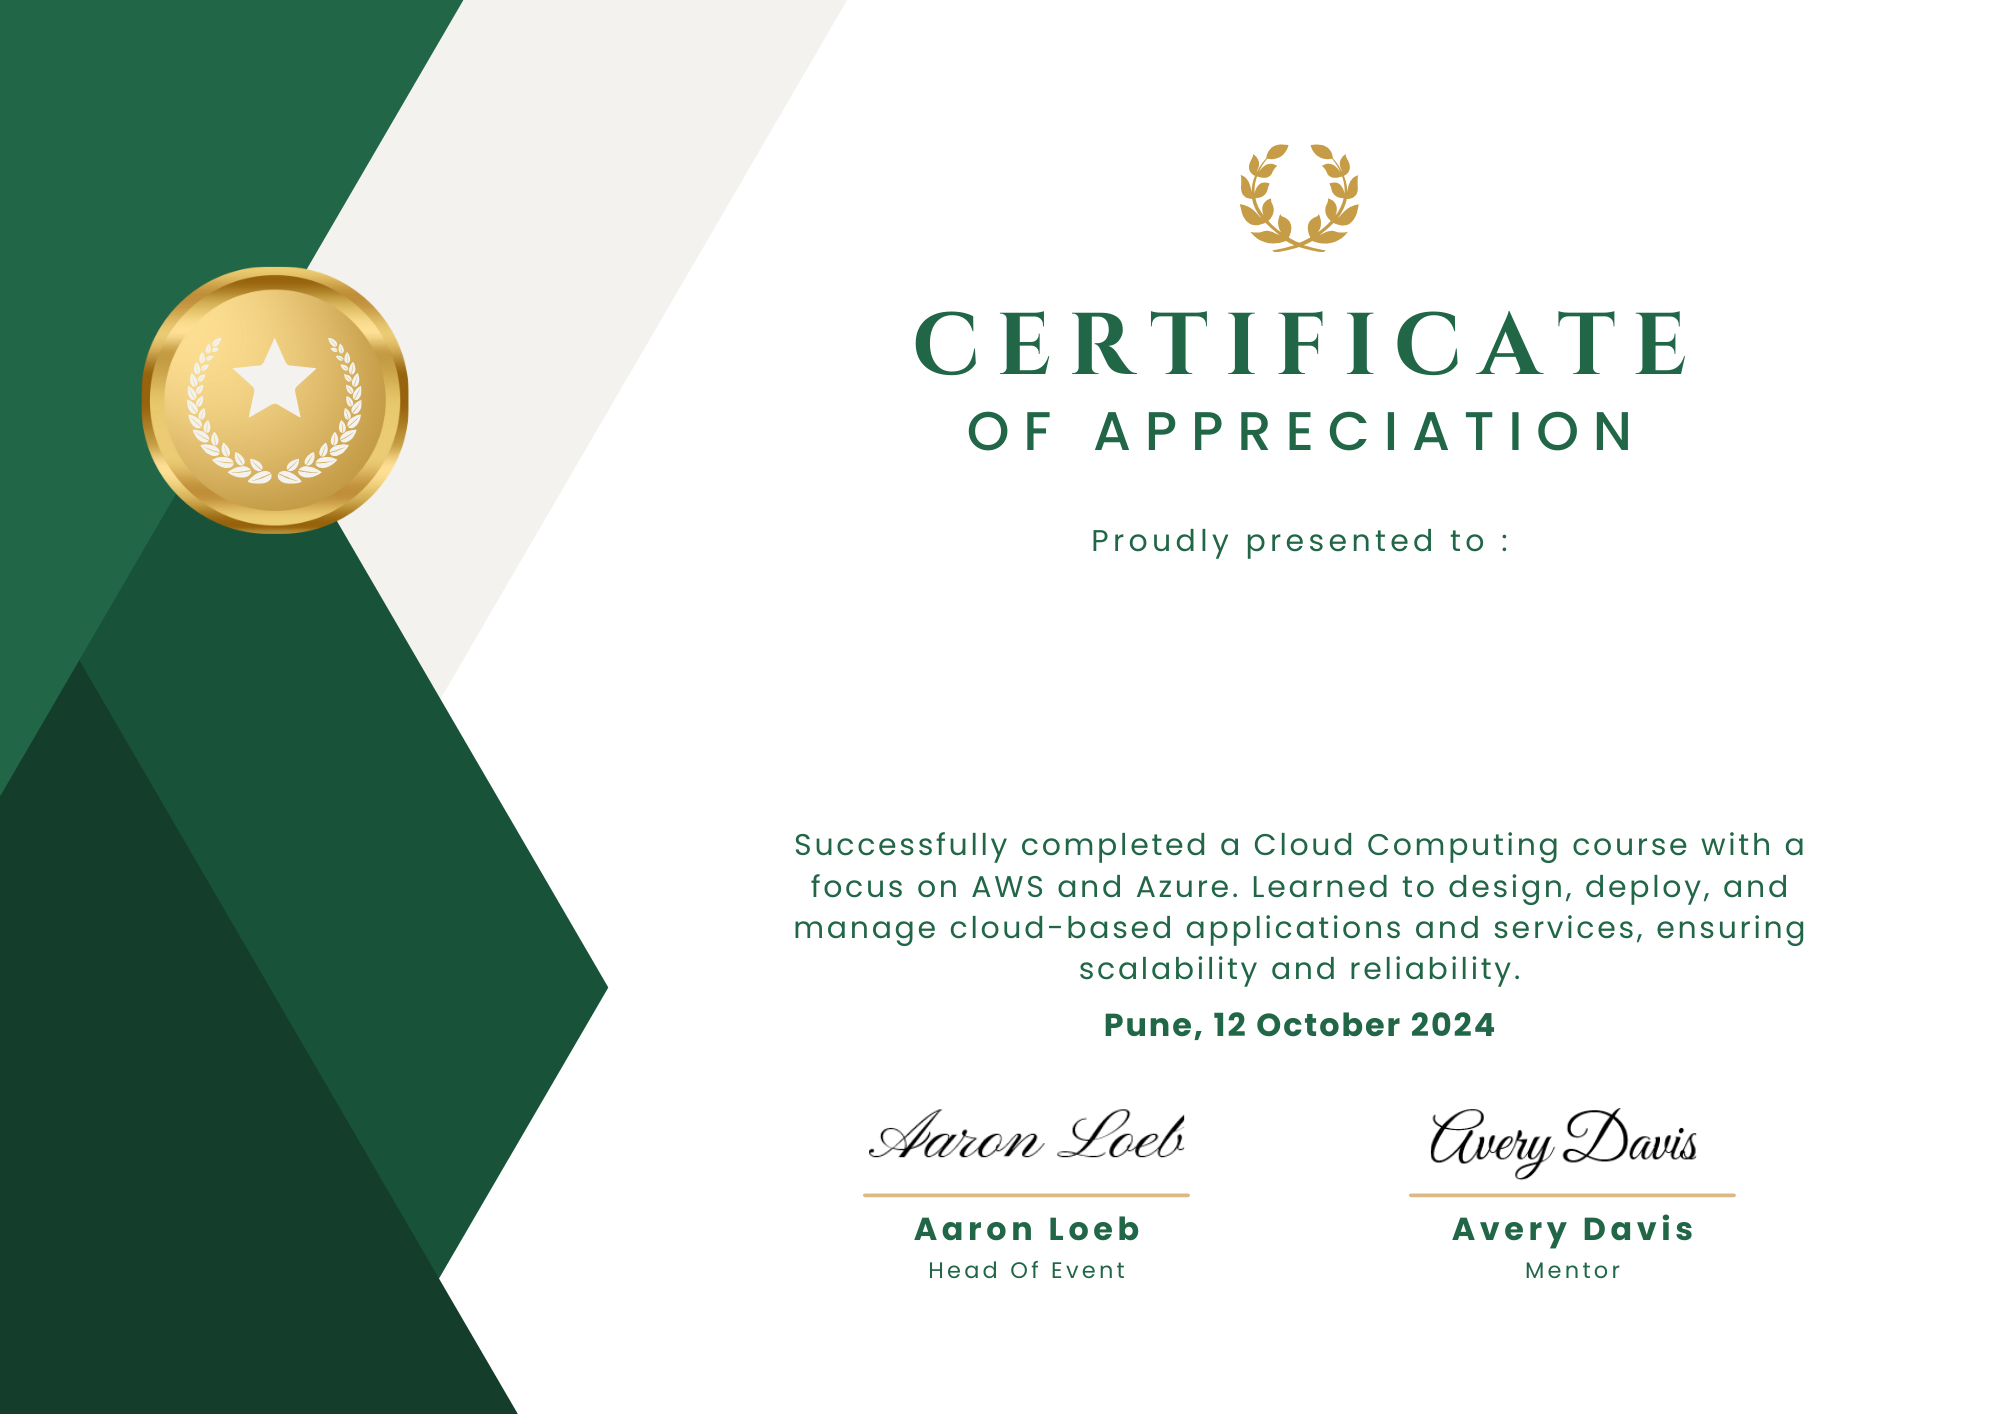 CERTIFICATE
OF APPRECIATION
Proudly presented to :
Successfully completed a Cloud Computing course with a
focus on AWS and Azure. Learned to design, deploy, and
manage cloud-based applications and services, ensuring
scalability and reliability.
Pune, 12 October 2024
Aaron Loeb
Avery Davis
Aaron Loeb
Avery Davis
Head Of Event
Mentor